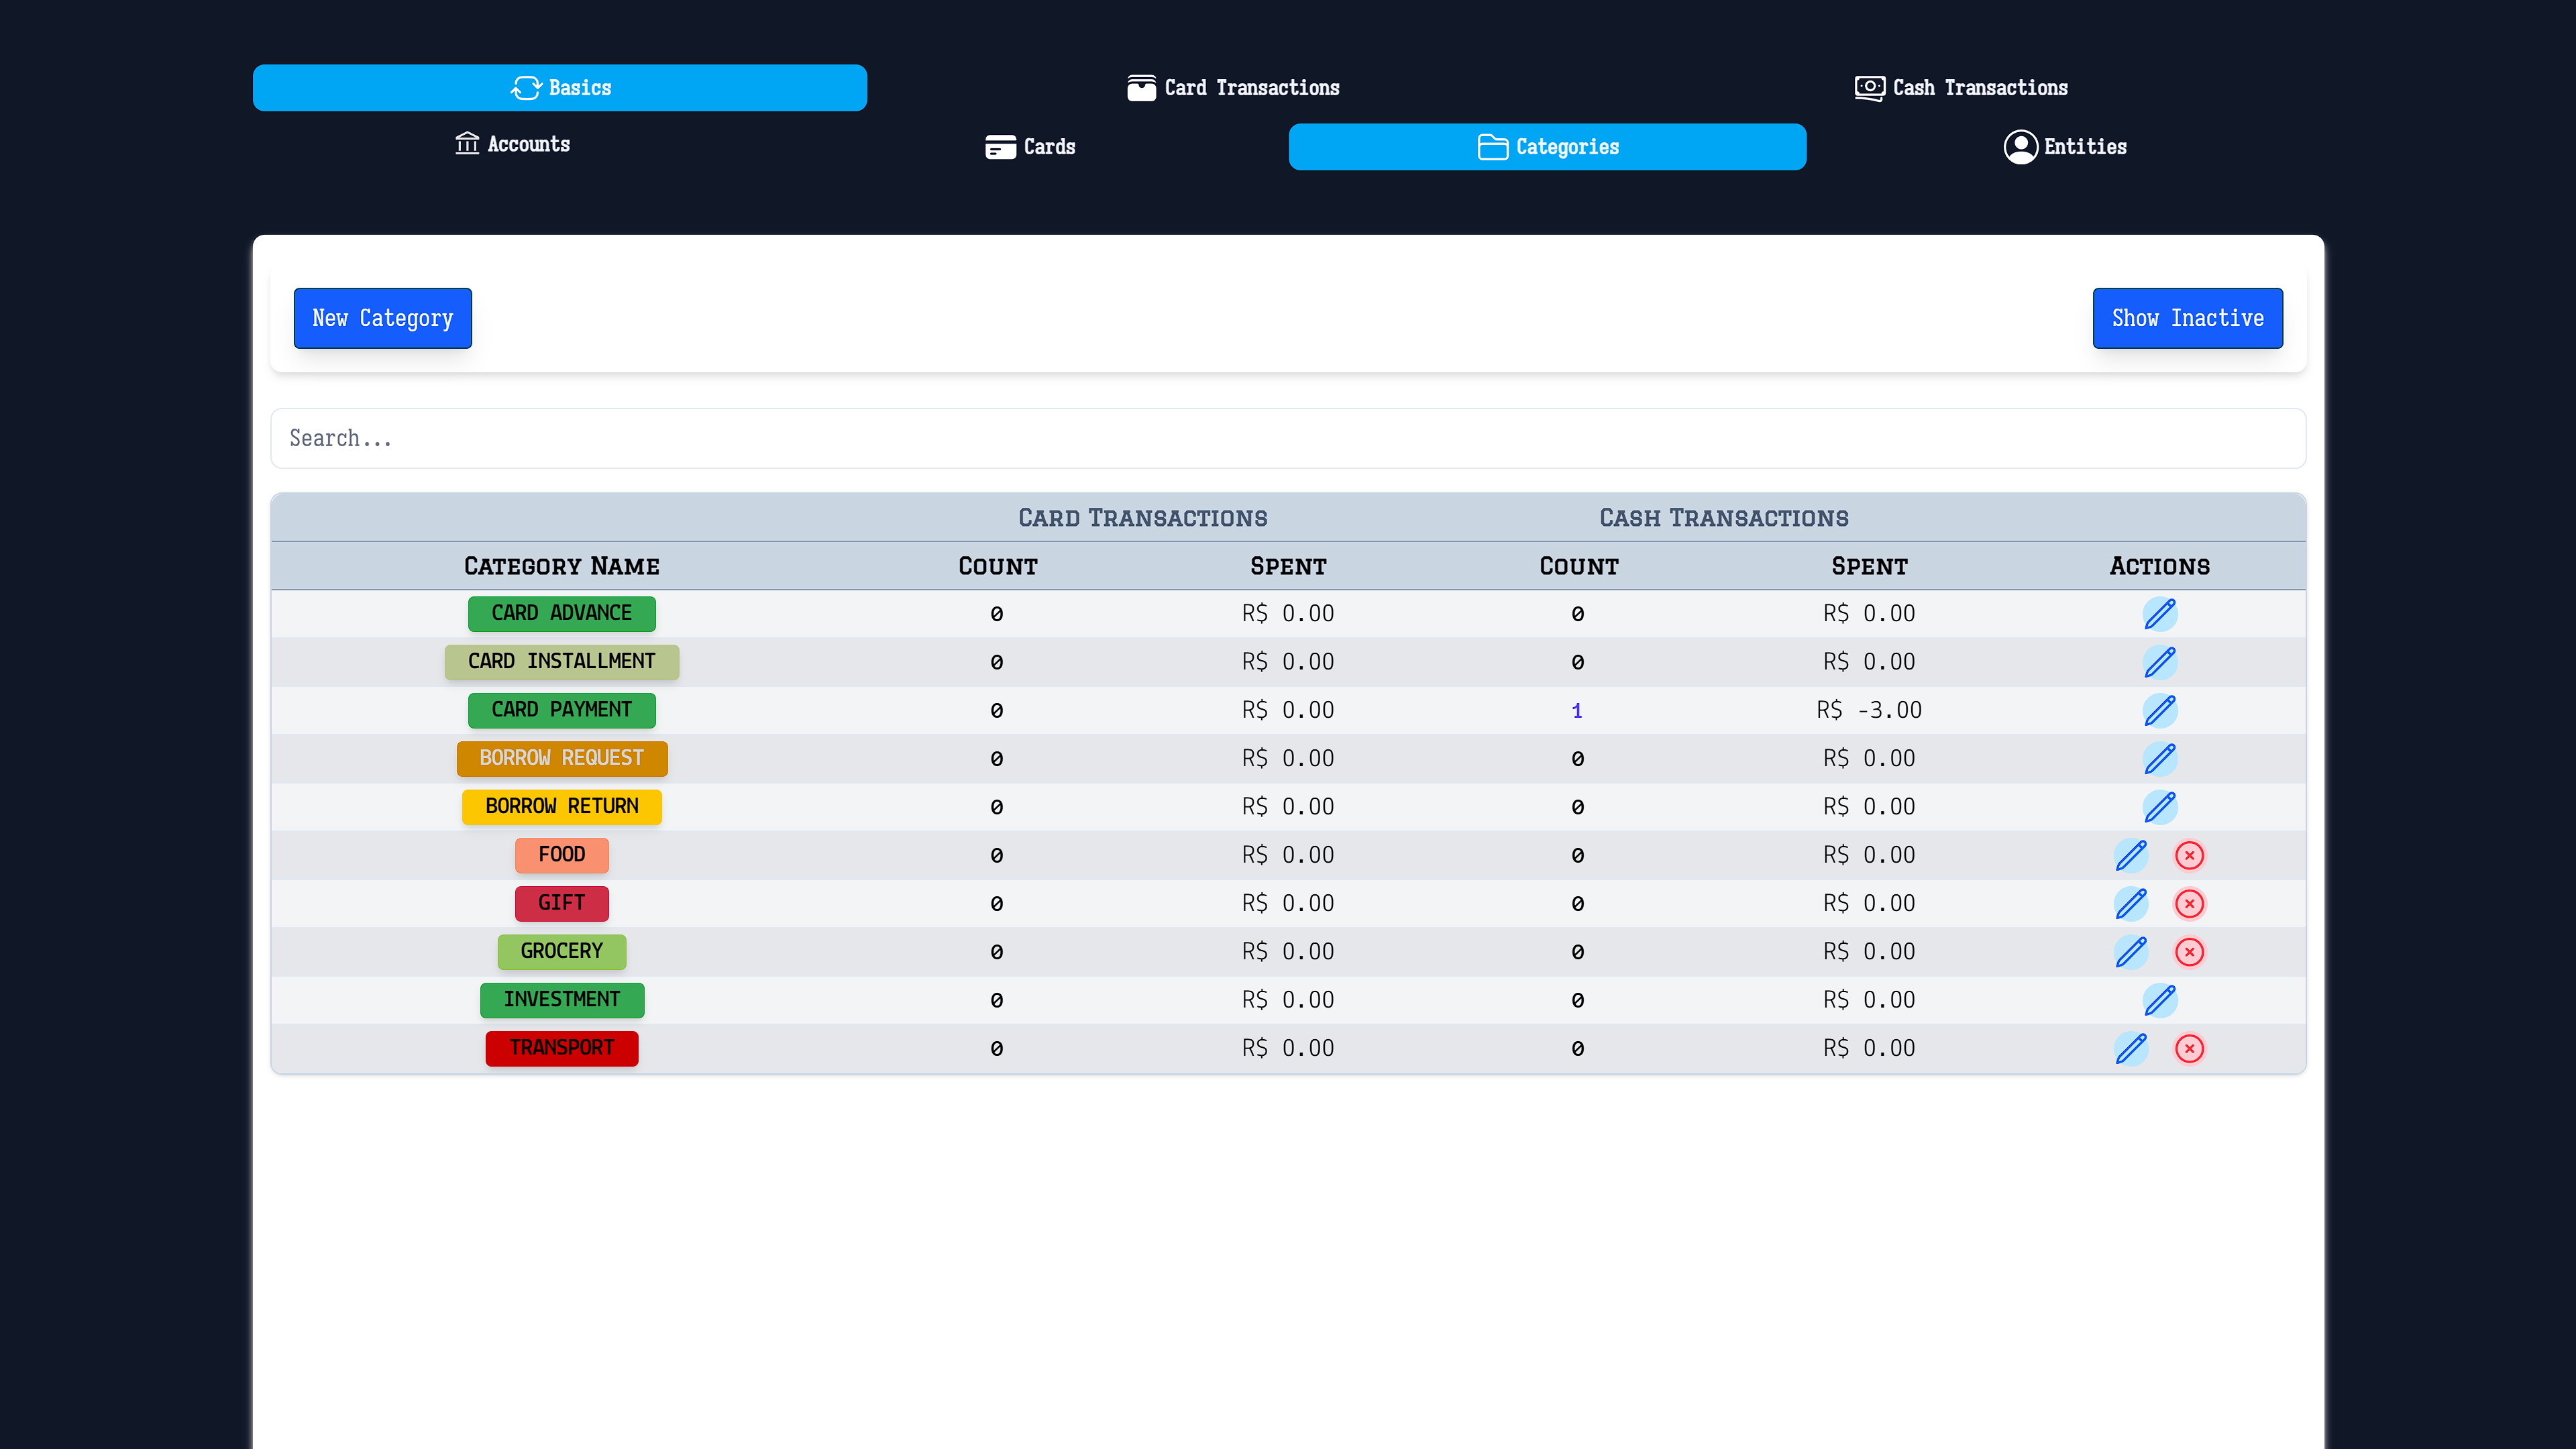 Basics Card Transactions Cash Transactions
Accounts Cards Categories Entities
New Category Show Inactive
Search...
CARD TRANSACTIONS CASH TRANSACTIONS
CATEGORY NAME COUNT SPENT COUNT SPENT ACTIONS
CARD ADVANCE 0 R$ 0.00 0 R$ 0.00
CARD INSTALLMENT 0 R$ 0.00 0 R$ 0.00
CARD PAYMENT 0 R$ 0.00 1 R$ -3.00
BORROW REQUEST 0 R$ 0.00 0 R$ 0.00
BORROW RETURN 0 R$ 0.00 0 R$ 0.00
FOOD 0 R$ 0.00 0 R$ 0.00
GIFT 0 R$ 0.00 0 R$ 0.00
GROCERY 0 R$ 0.00 0 R$ 0.00
INVESTMENT 0 R$ 0.00 0 R$ 0.00
TRANSPORT 0 R$ 0.00 0 R$ 0.00